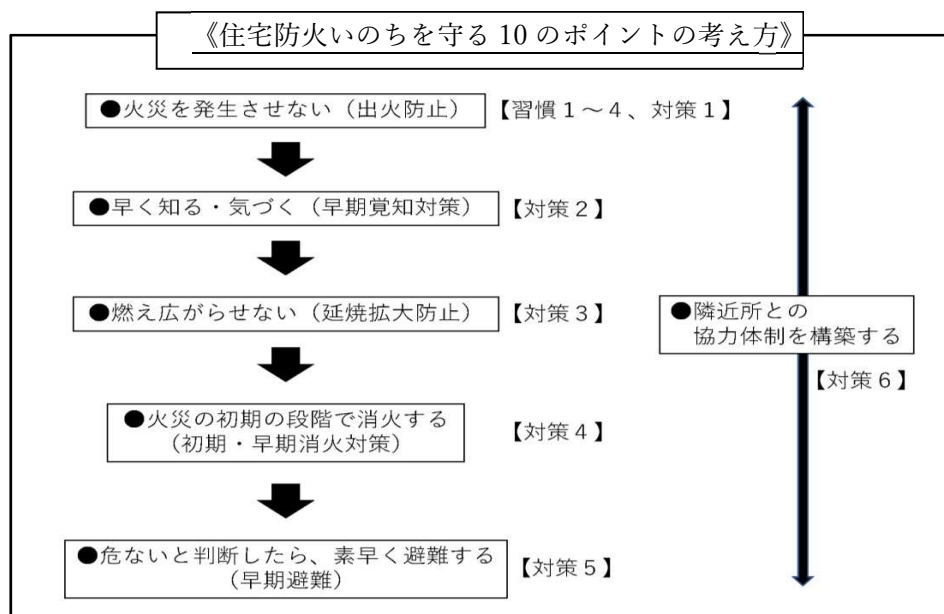 《住宅防火いのちを守る10のポイントの考え方》
●火災を発生させない（出火防止）【習慣１～４、対策１】
●早く知る・気づく（早期覚知対策）【対策２】
●燃え広がらせない（延焼拡大防止）【対策３】
●隣近所との
協力体制を構築する
【対策６】
●火災の初期の段階で消火する
（初期・早期消火対策）
【対策４】
●危ないと判断したら、素早く避難する
（早期避難）
【対策５】